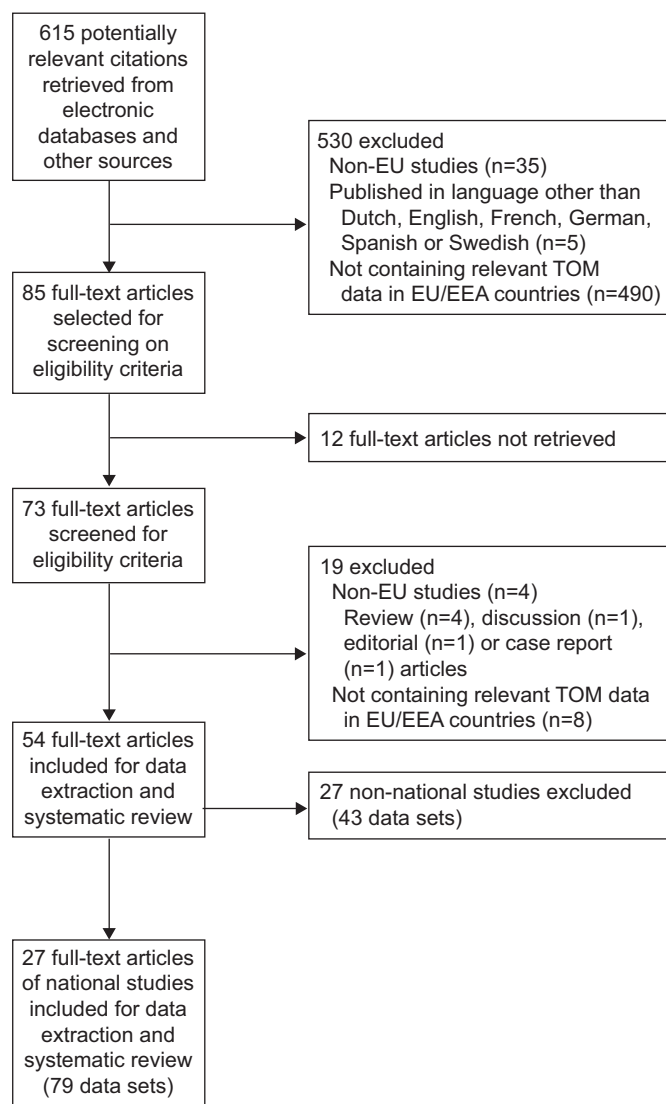 615 potentially
relevant citations
retrieved from
electronic
databases and
other sources
530 excluded
Non-EU studies (n=35)
Published in language other than
Dutch, English, French, German,
Spanish or Swedish (n=5)
Not containing relevant TOM
data in EU/EEA countries (n=490)
85 full-text articles
selected for
screening on
eligibility criteria
12 full-text articles not retrieved
73 full-text articles
screened for
eligibility criteria
19 excluded
Non-EU studies (n=4)
Review (n=4), discussion (n=1),
editorial (n=1) or case report
(n=1) articles
Not containing relevant TOM data
in EU/EEA countries (n=8)
54 full-text articles
included for data
extraction and
systematic review
27 non-national studies excluded
(43 data sets)
27 full-text articles
of national studies
included for data
extraction and
systematic review
(79 data sets)